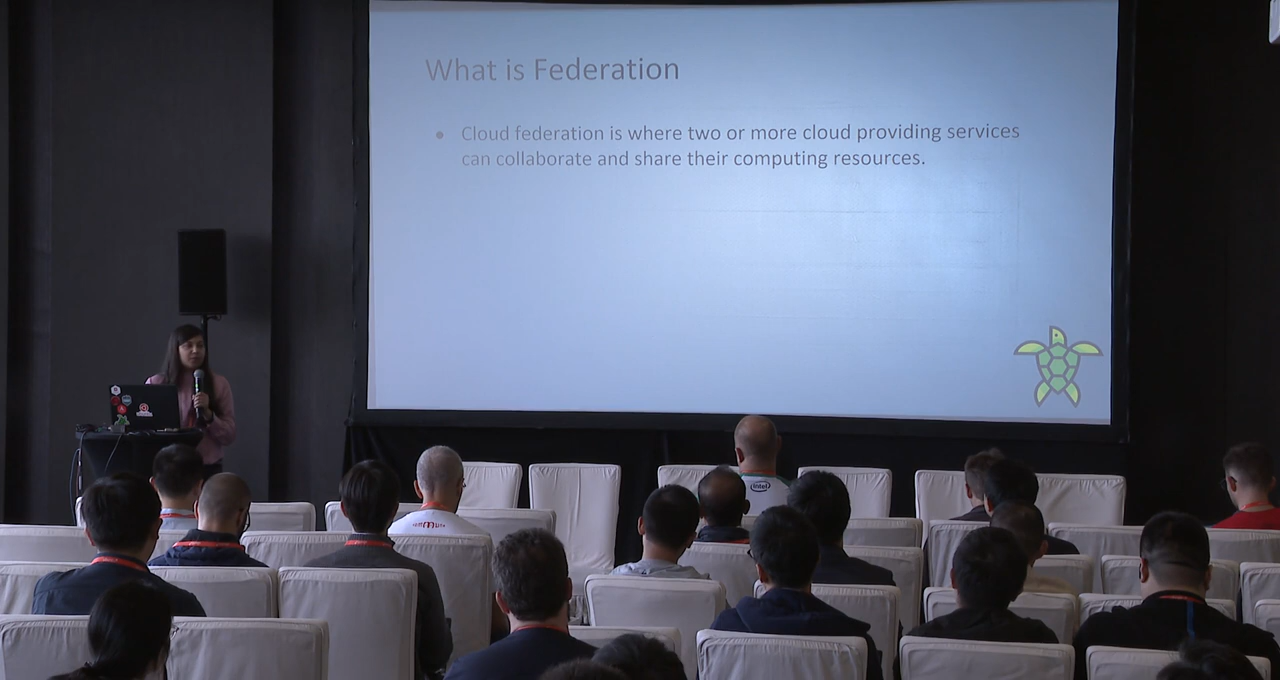 What is Federation
Cloud federation is where two or more cloud providing services
can collaborate and share their computing resources.
intel